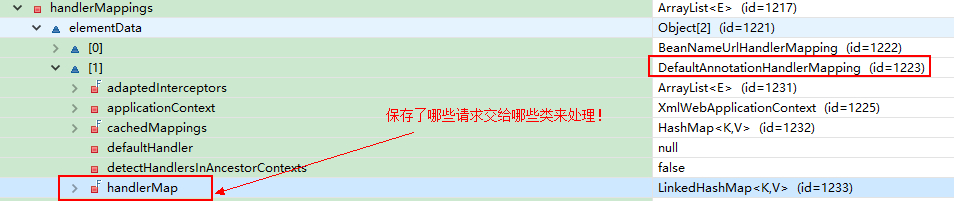 handlerMappings ArrayList<E> (id=1217)
elementData Object[2] (id=1221)
[0] BeanNameUrlHandlerMapping (id=1222)
[1] DefaultAnnotationHandlerMapping (id=1223)
adaptedInterceptors ArrayList<E> (id=1231)
applicationContext XmlWebApplicationContext (id=1225)
cachedMappings HashMap<K,V> (id=1232)
保存了哪些请求交给哪些类来处理!
defaultHandler null
detectHandlersInAncestorContexts false
handlerMap LinkedHashMap<K,V> (id=1233)